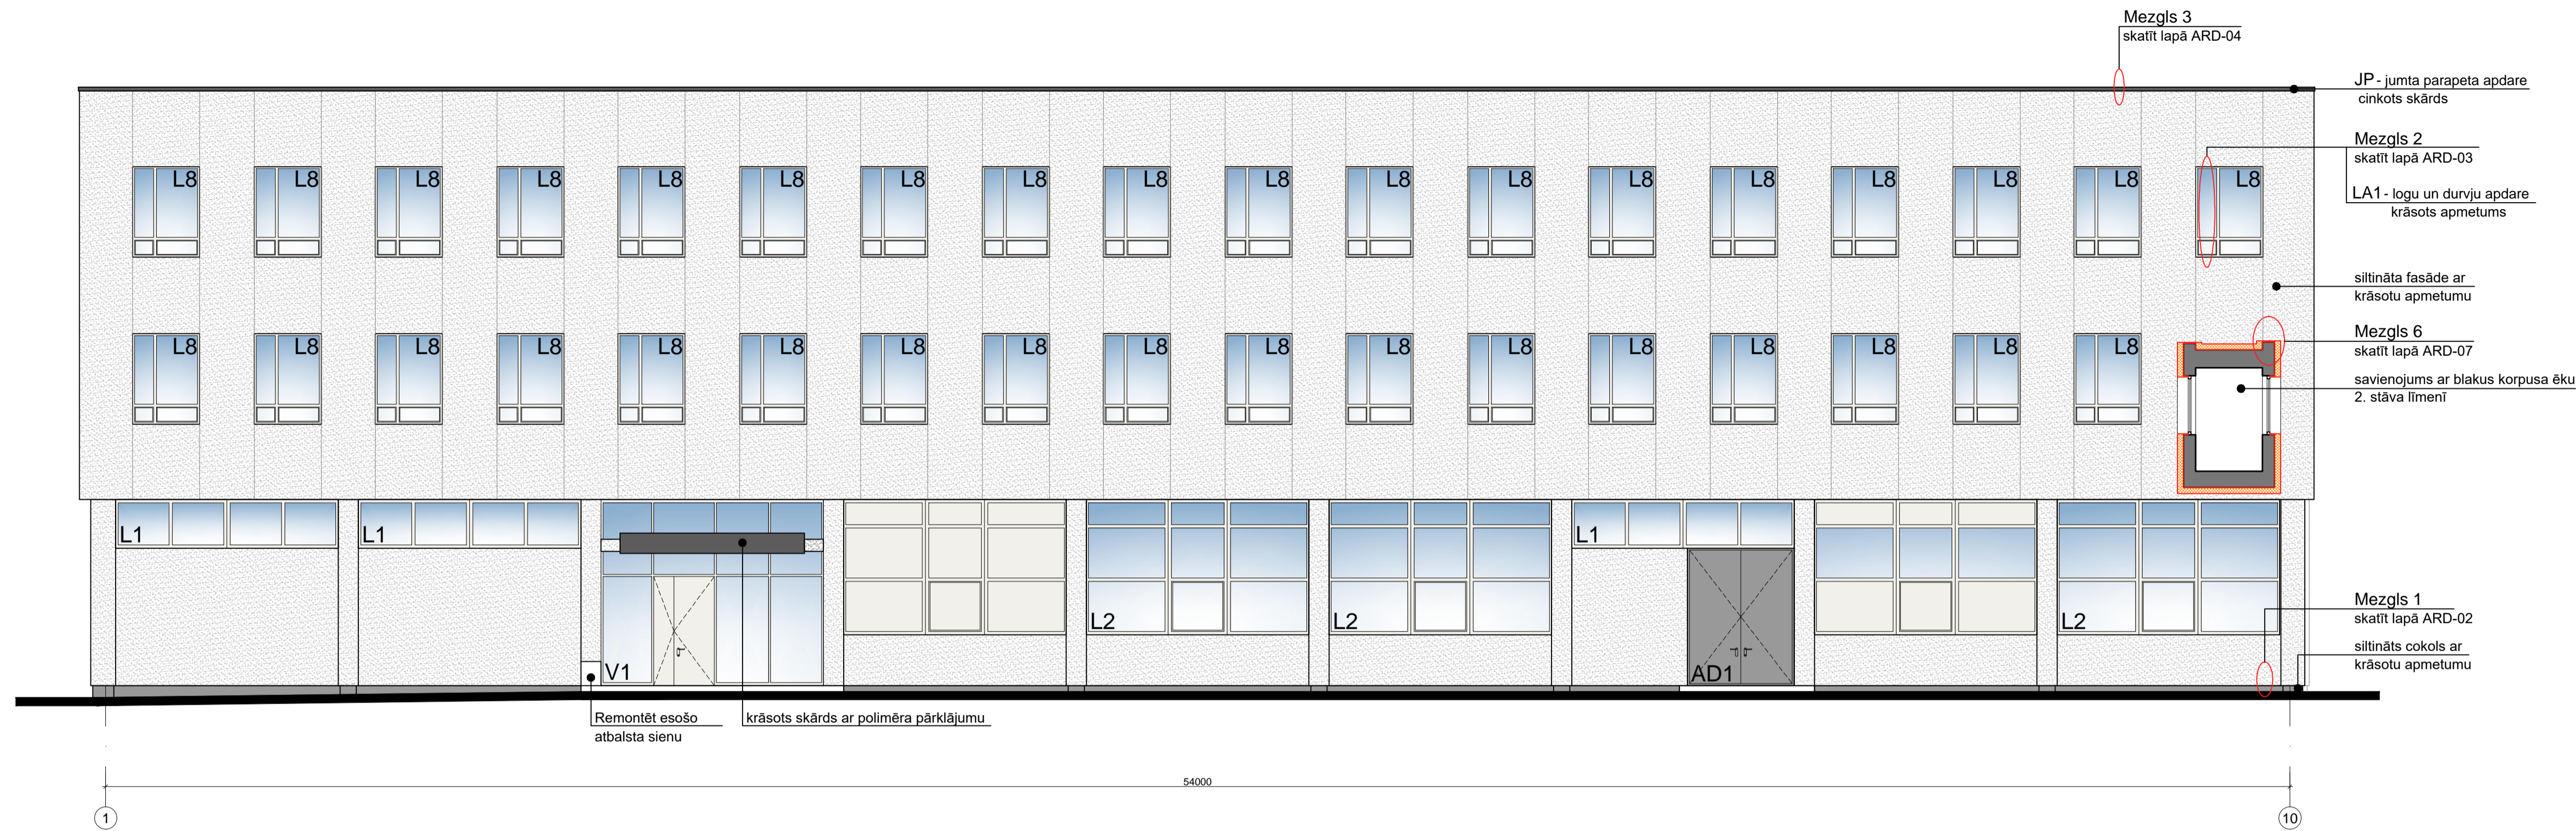 Mezgls 3
skatīt lapā ARD-04
JP - jumta parapeta apdare
cinkots skārds
Mezgls 2
skatīt lapā ARD-03
LA1 - logu un durvju apdare
krāsots apmetums
L8 L8 L8 L8 L8 L8 L8 L8 L8 L8 L8 L8 L8 L8 L8 L8 L8 L8
siltināta fasāde ar
krāsotu apmetumu
Mezgls 6
skatīt lapā ARD-07
L8 L8 L8 L8 L8 L8 L8 L8 L8 L8 L8 L8 L8 L8 L8 L8 L8
savienojums ar blakus korpusa ēku
2. stāva līmenī
L1 L1 L1
L2 L2 L2
V1 AD1
Mezgls 1
skatīt lapā ARD-02
siltināts cokols ar
krāsotu apmetumu
Remontēt esošo
atbalsta sienu
krāsots skārds ar polimēra pārklājumu
54000
1 10